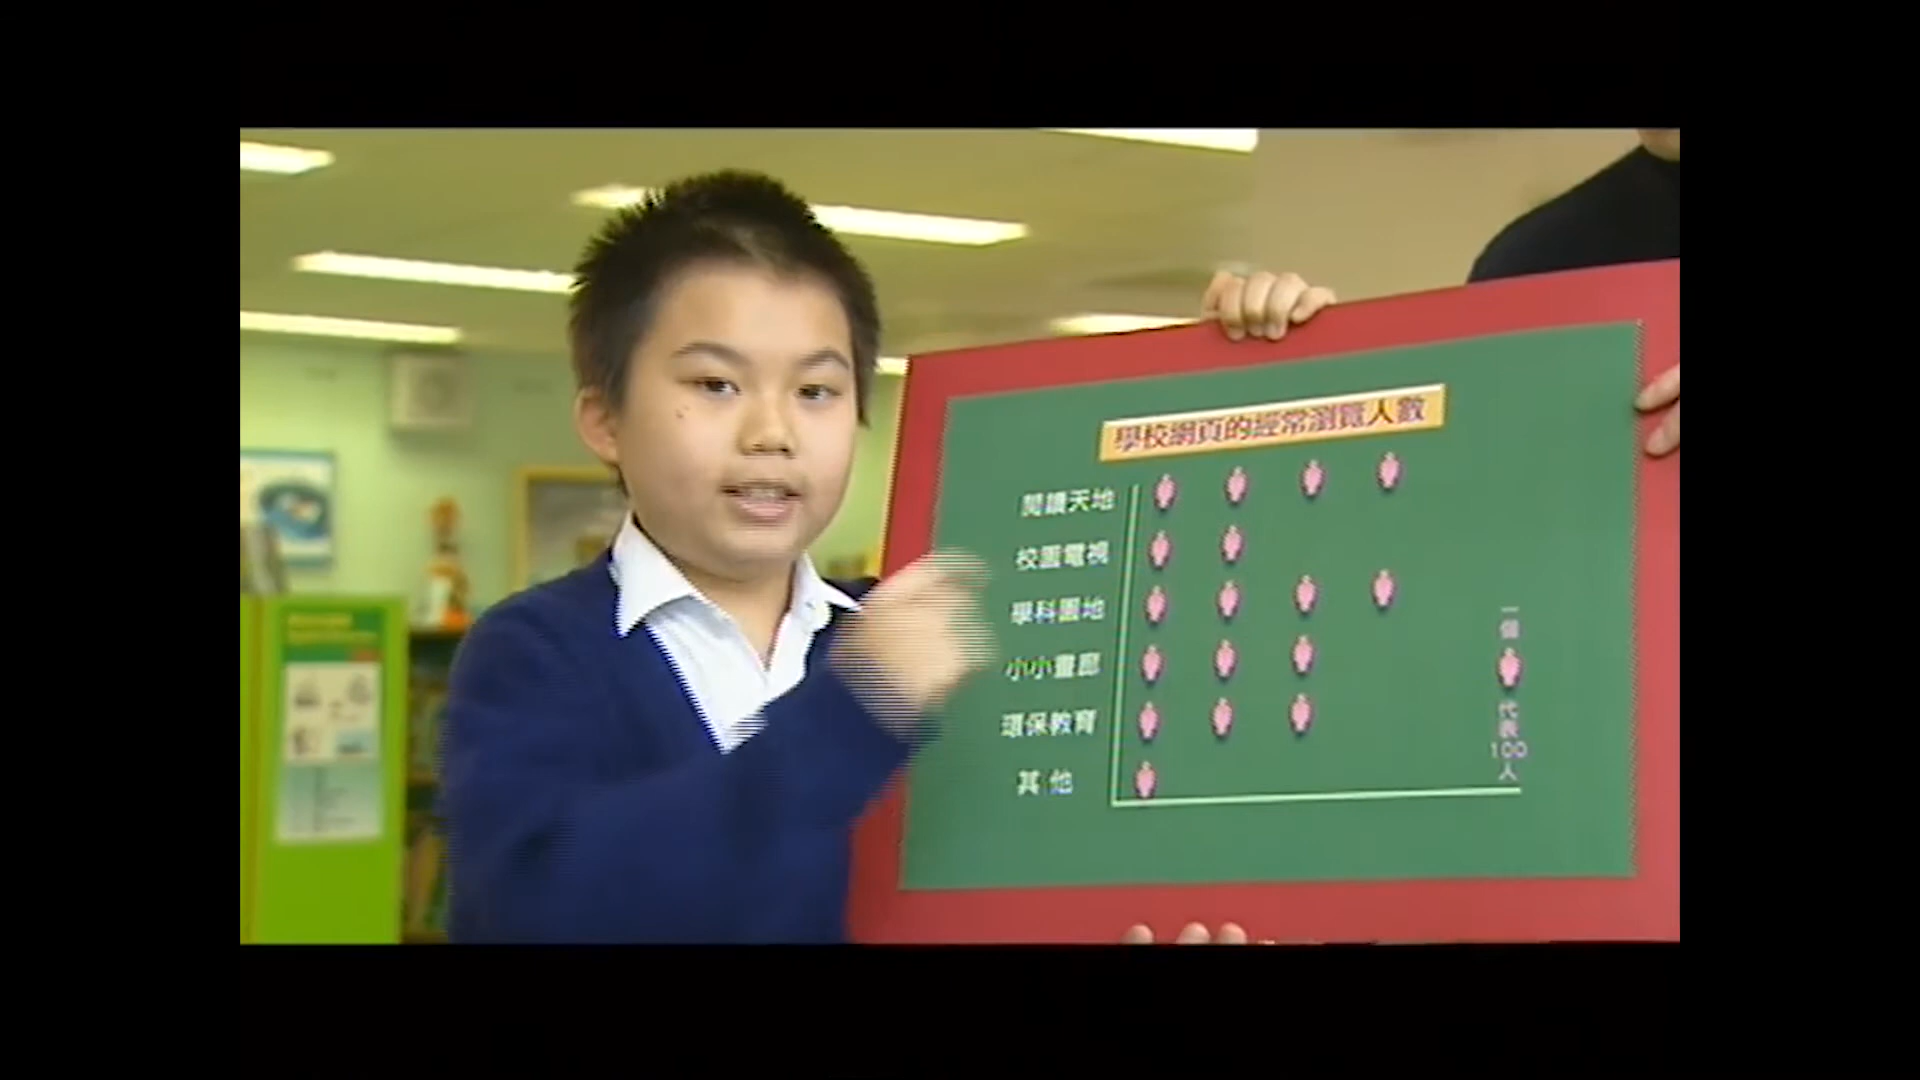 學校網頁的經常瀏覽人數
閱讀天地
校園電視
學科園地
小小畫廊
環保教育
其他
一個
代表
100
人